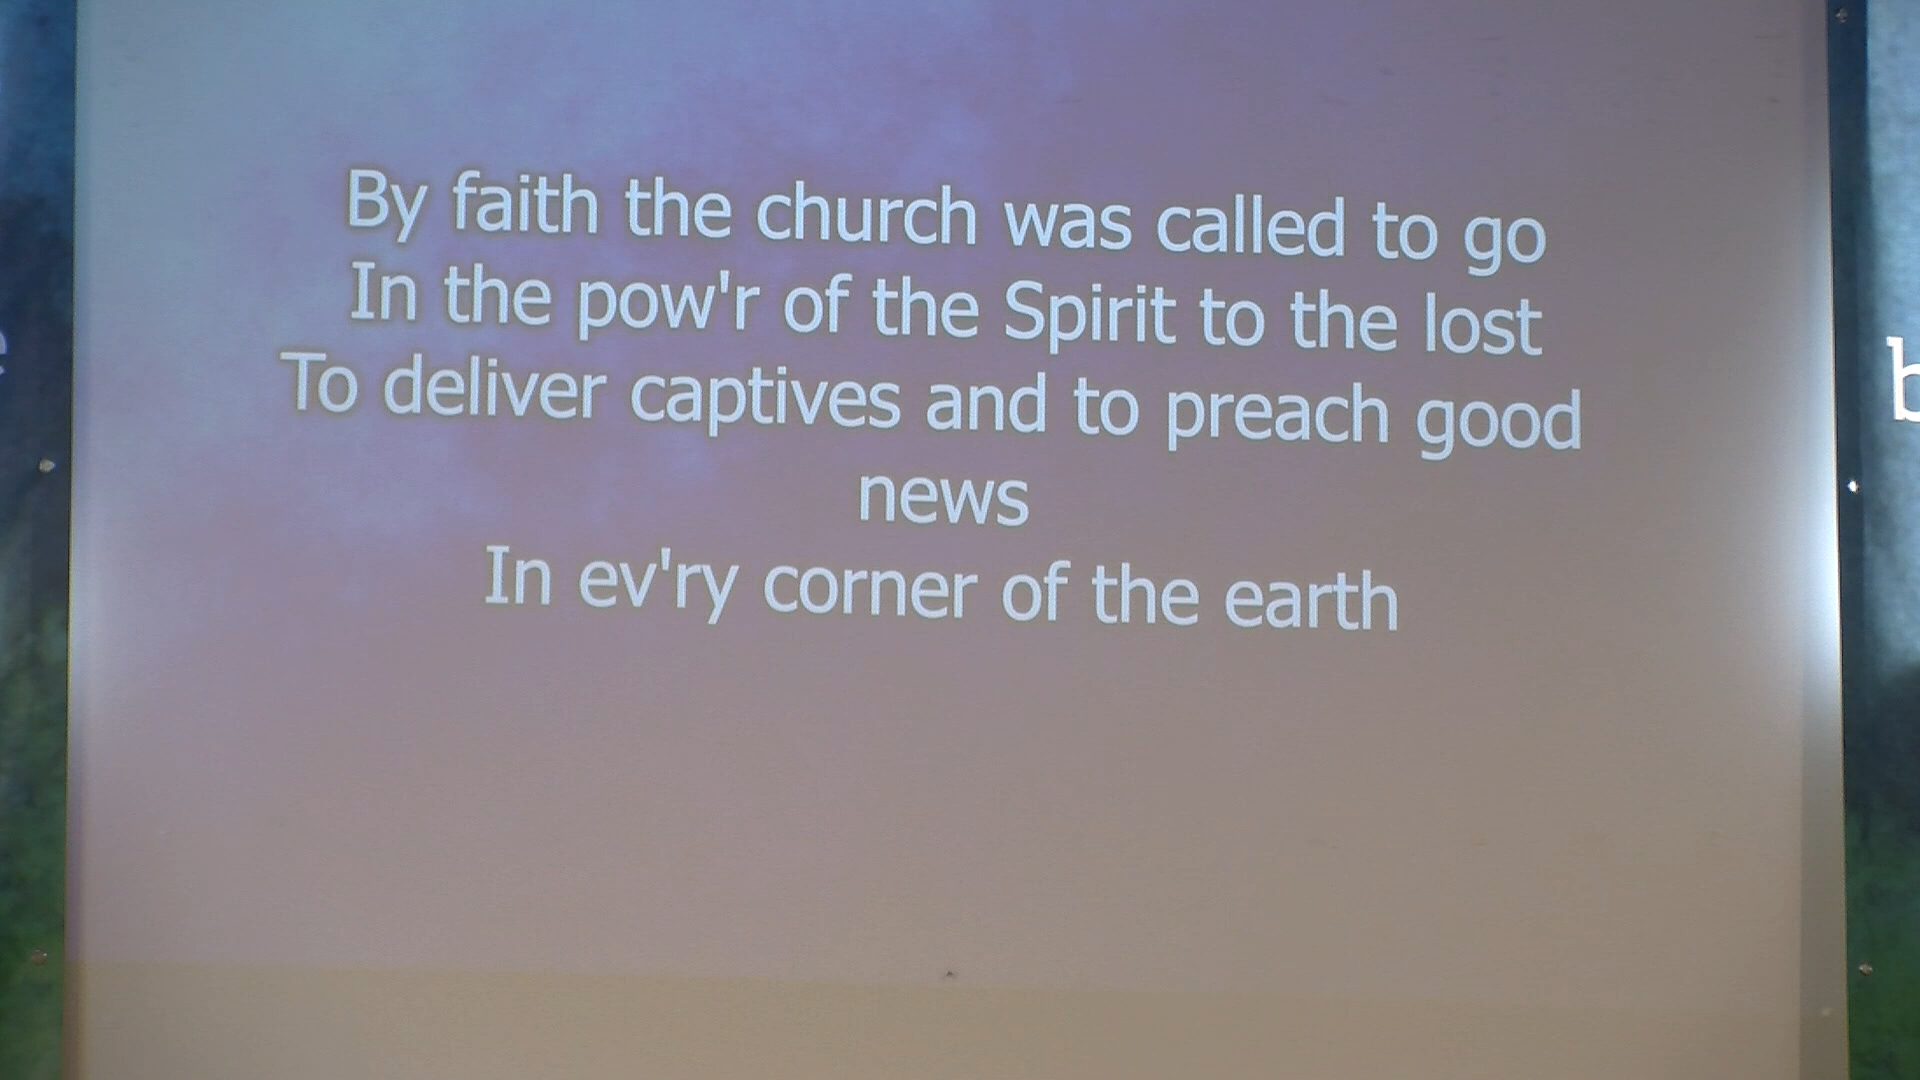 By faith the church was called to go
In the pow'r of the Spirit to the lost
To deliver captives and to preach good
news
In ev'ry corner of the earth